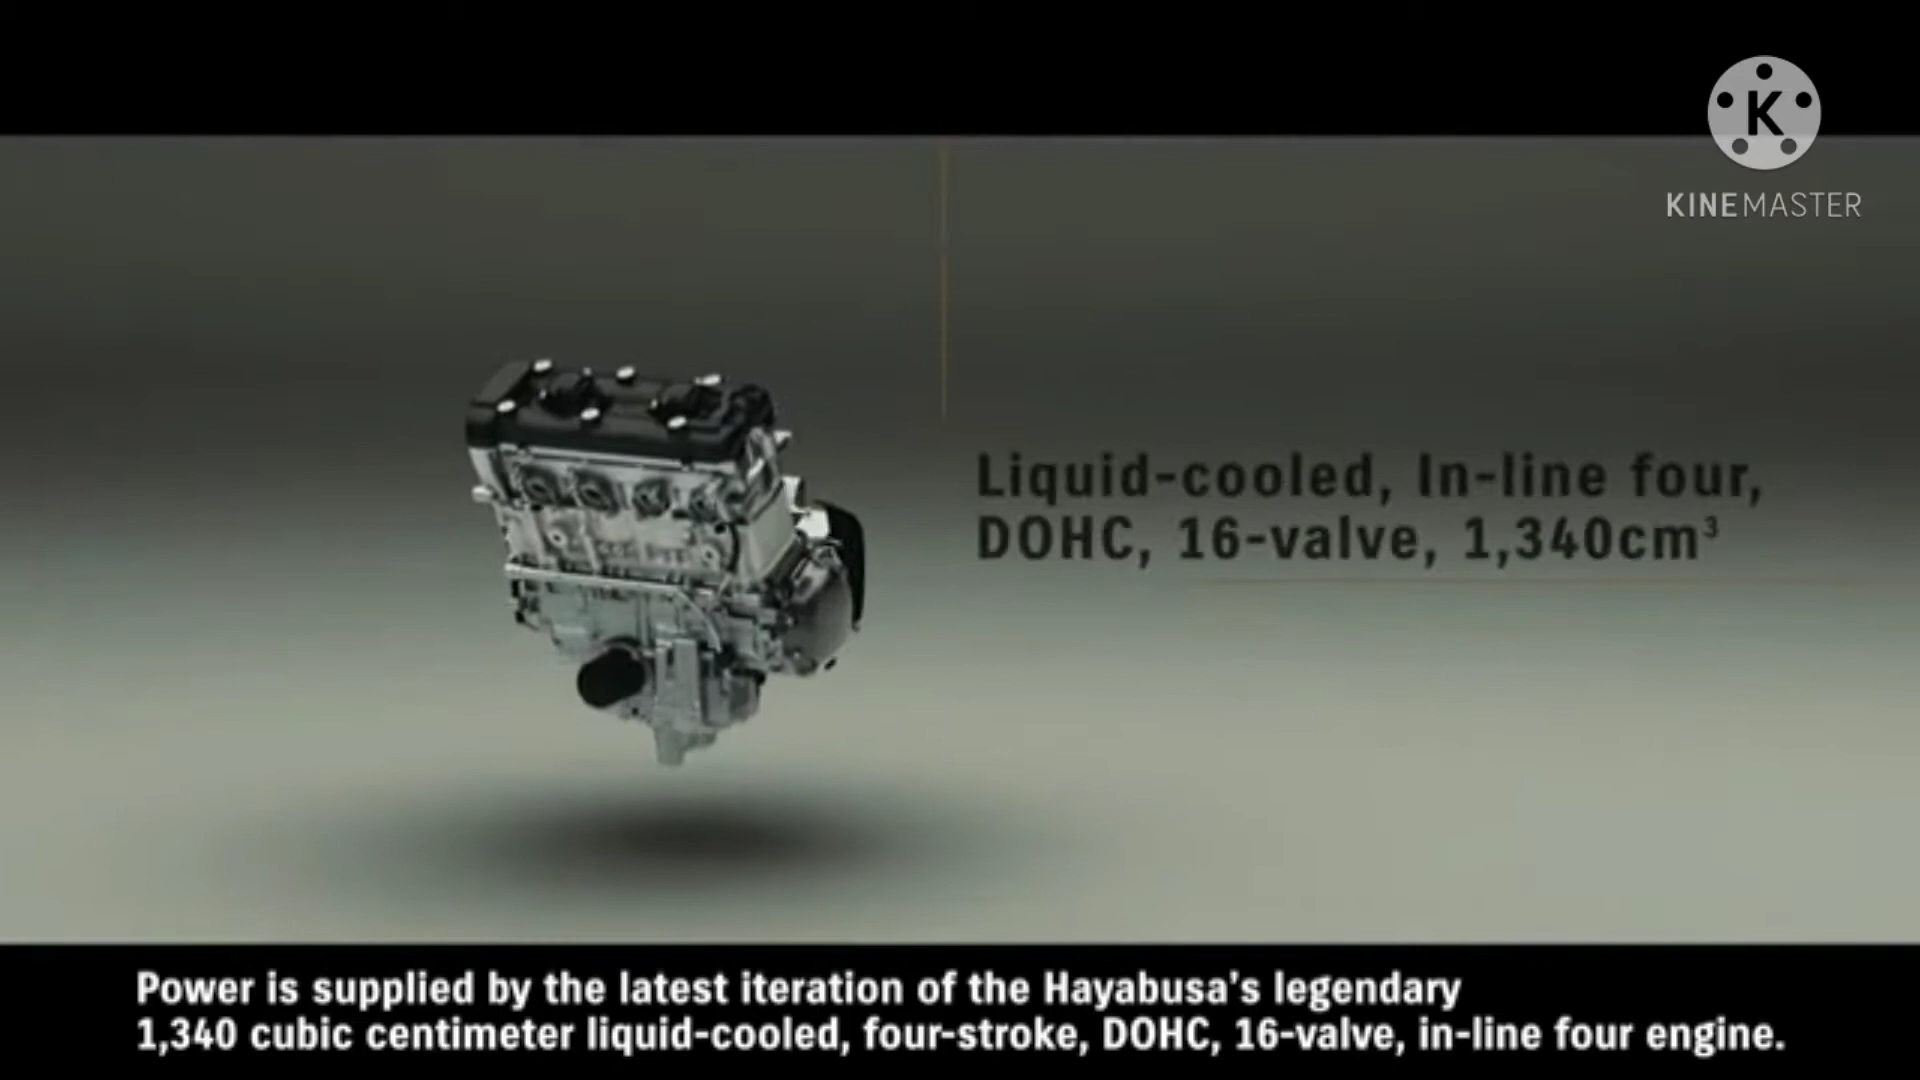 K
KINEMASTER
Liquid-cooled, In-line four,
DOHC, 16-valve, 1,340cm³
Power is supplied by the latest iteration of the Hayabusa's legendary
1,340 cubic centimeter liquid-cooled, four-stroke, DOHC, 16-valve, in-line four engine.